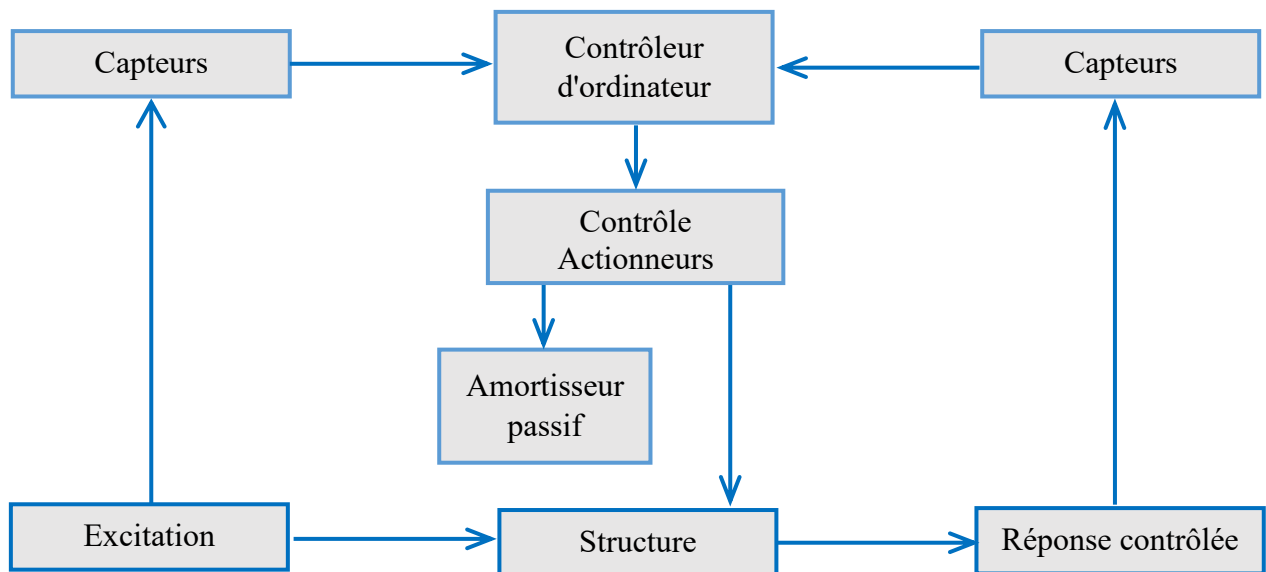 Capteurs
Contrôleur
d'ordinateur
Capteurs
Contrôle
Actionneurs
Amortisseur
passif
Excitation
Structure
Réponse contrôlée